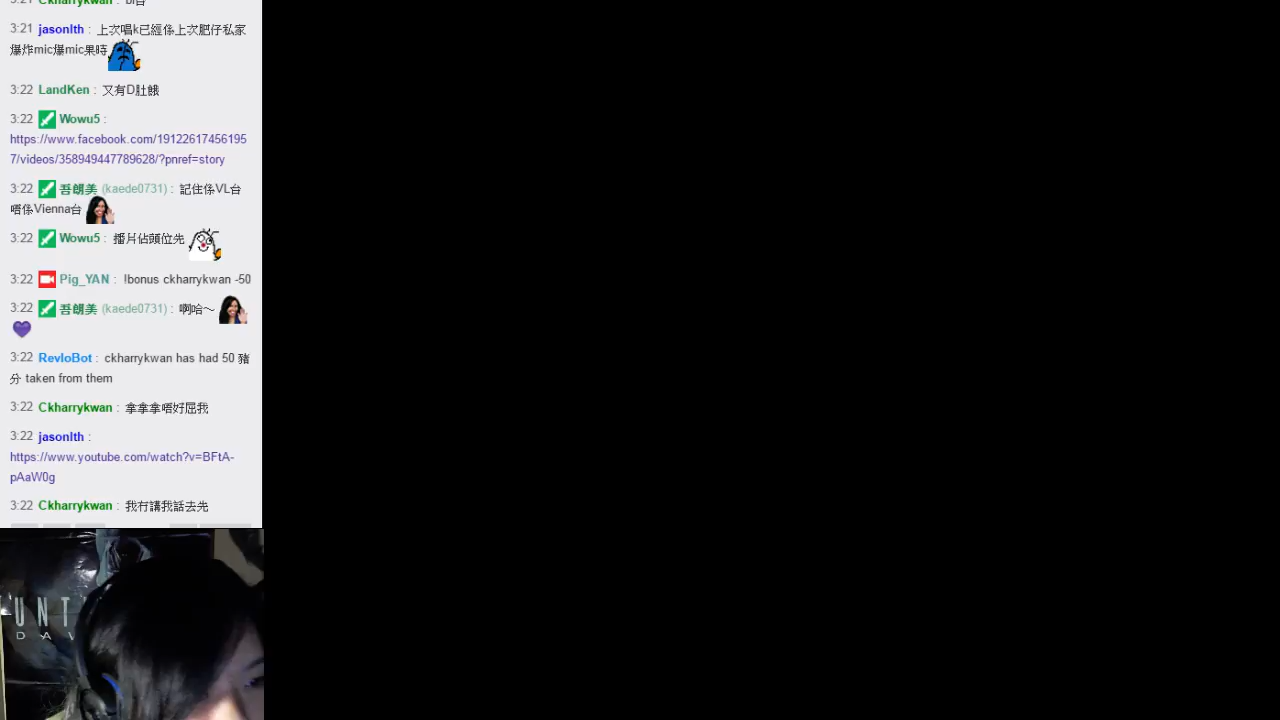 Ckharrykwan : bi台
3:21 jasonlth : 上次唱k已經係上次肥仔私家
爆炸mic爆mic果時
3:22 LandKen : 又有D肚餓
3:22 Wowu5 :
https://www.facebook.com/19122617456195
7/videos/358949447789628/?pnref=story
3:22 吾朗美 (kaede0731) : 記住係VL台
唔係Vienna台
3:22 Wowu5 : 播片佔頭位先
3:22 Pig_YAN : !bonus ckharrykwan -50
3:22 吾朗美 (kaede0731) : 啊哈～
3:22 RevloBot : ckharrykwan has had 50 豬
分 taken from them
3:22 Ckharrykwan : 拿拿拿唔好屈我
3:22 jasonlth :
https://www.youtube.com/watch?v=BFtA-
pAaW0g
3:22 Ckharrykwan : 我冇講我話去先
UNT
DA